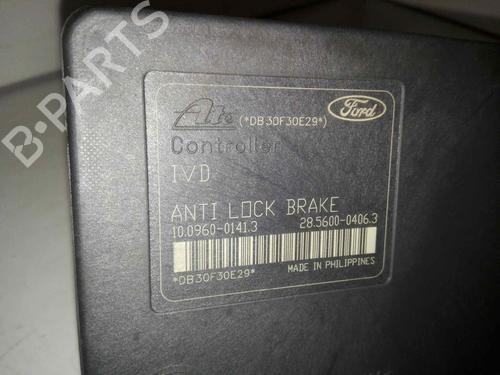 B-PARTS
Ate (*DB30F30E29*) Ford
Controller
IVD
ANTI LOCK BRAKE
10.0960-0141.3 28.5600-0406.3
*DB30F30E29* MADE IN PHILIPPINES